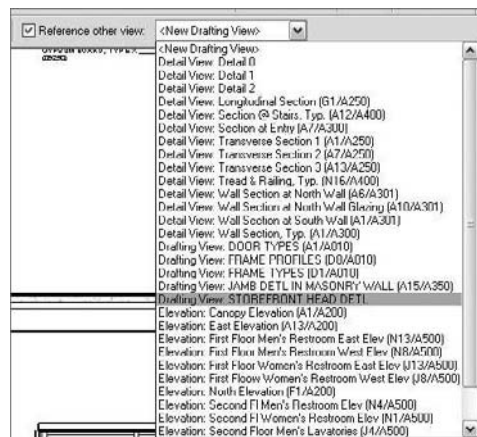 Reference other view:
<New Drafting View>
GYPSUM BOARD, TYPE X
<New Drafting View>
Detail View: Detail 0
Detail View: Detail 1
Detail View: Detail 2
Detail View: Longitudinal Section (G1/A250)
Detail View: Section @ Stairs, Typ. (A12/A400)
Detail View: Section at Entry (A7/A300)
Detail View: Transverse Section 1 (A1/A250)
Detail View: Transverse Section 2 (A7/A250)
Detail View: Transverse Section 3 (A13/A250)
Detail View: Tread & Railing, Typ. (N16/A400)
Detail View: Wall Section at North Wall (A6/A301)
Detail View: Wall Section at North Wall Glazing (A10/A301)
Detail View: Wall Section at South Wall (A1/A301)
Detail View: Wall Section, Typ. (A1/A300)
Drafting View: DOOR TYPES (A1/A010)
Drafting View: FRAME PROFILES (D8/A010)
Drafting View: FRAME TYPES (D1/A010)
Drafting View: JAMB DETL IN MASONRY WALL (A15/A350)
Drafting View: STOREFRONT HEAD DETL
Elevation: Canopy Elevation (A1/A200)
Elevation: East Elevation (A13/A200)
Elevation: First Floor Men's Restroom East Elev (N13/A500)
Elevation: First Floor Men's Restroom West Elev (N8/A500)
Elevation: First Floor Women's Restroom East Elev (J13/A500)
Elevation: First Floow Women's Restroom West Elev (J8/A500)
Elevation: North Elevation (F1/A200)
Elevation: Second Fl Men's Restroom Elev (N4/A500)
Elevation: Second Fl Women's Restroom Elev (N1/A500)
Elevation: Second Floor Men's Lavatories (J4/A500)